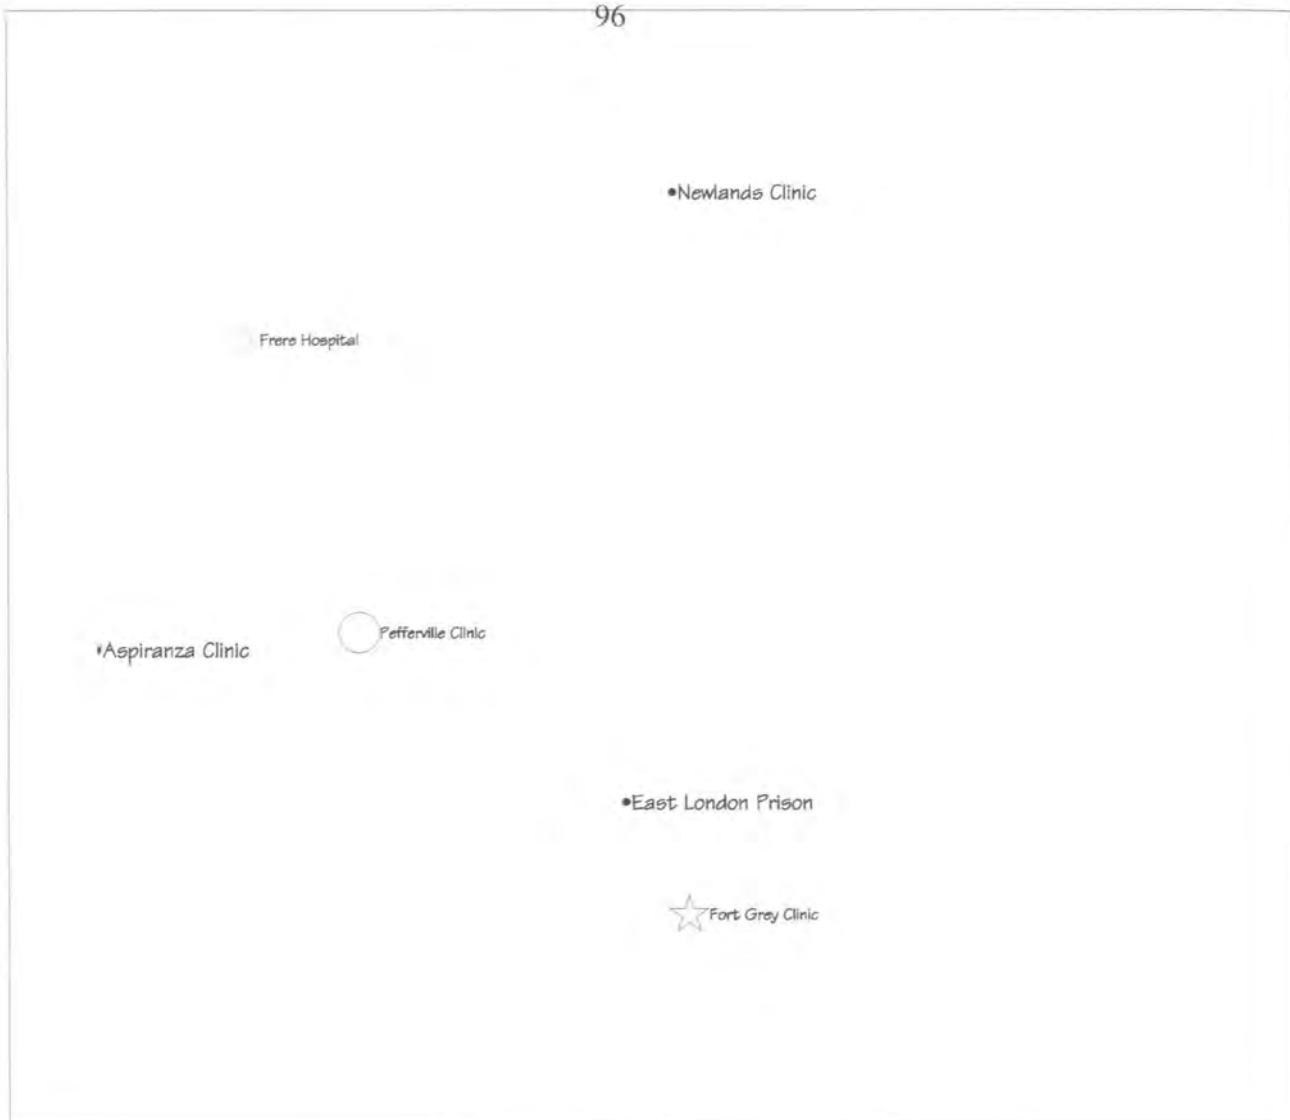 96
Newlands Clinic
Frere Hospital
Pefferville Clinic
Aspiranza Clinic
East London Prison
Fort Grey Clinic